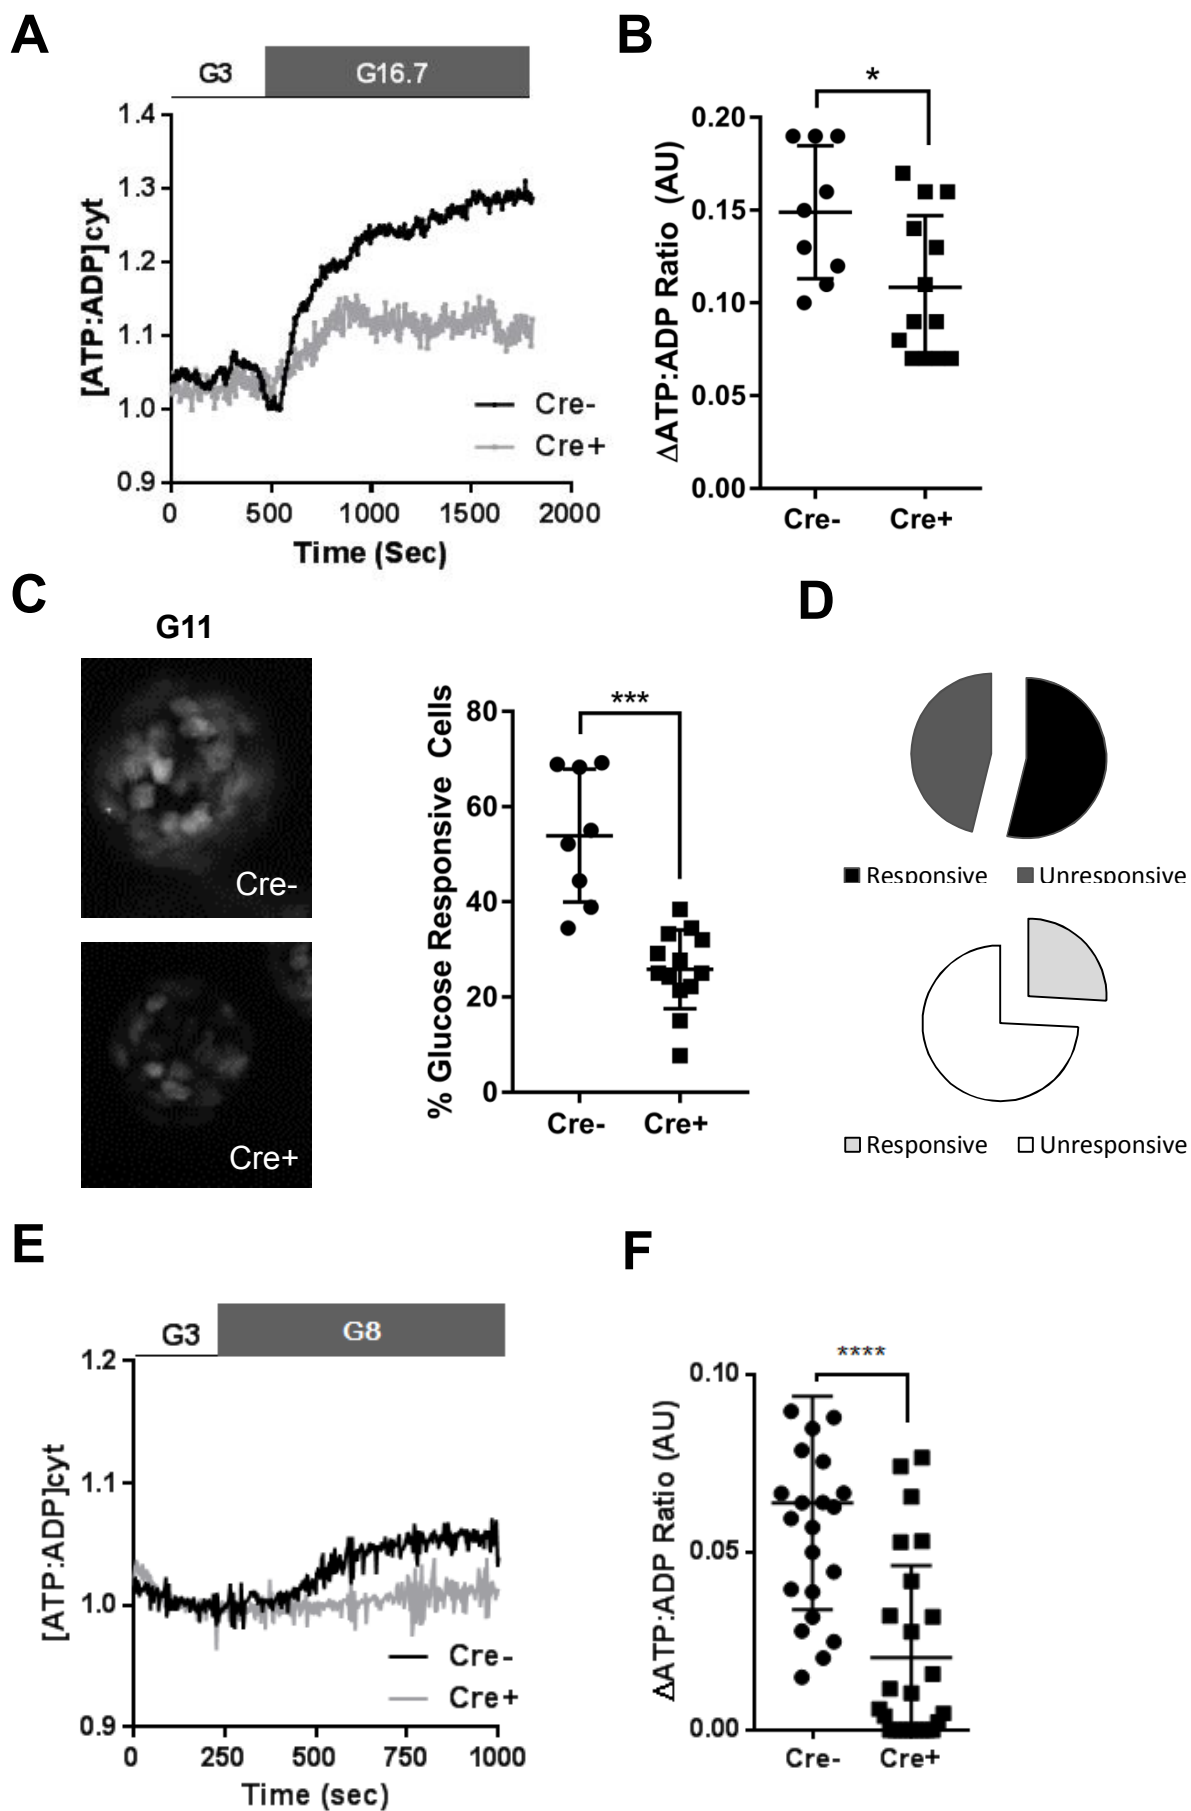 A
G3 G16.7
1.4
1.3
1.2
1.1
1.0
0.9
[ATP:ADP]cyt
Cre-
Cre+
0 500 1000 1500 2000
Time (Sec)
B
*
0.20
0.15
0.10
0.05
0.00
ΔATP:ADP Ratio (AU)
Cre- Cre+
C
G11
Cre-
Cre+
***
80
60
40
20
0
% Glucose Responsive Cells
Cre- Cre+
D
Responsive Unresponsive
Responsive Unresponsive
E
G3 G8
1.2
1.1
1.0
0.9
[ATP:ADP]cyt
Cre-
Cre+
0 250 500 750 1000
Time (sec)
F
****
0.10
0.05
0.00
ΔATP:ADP Ratio (AU)
Cre- Cre+